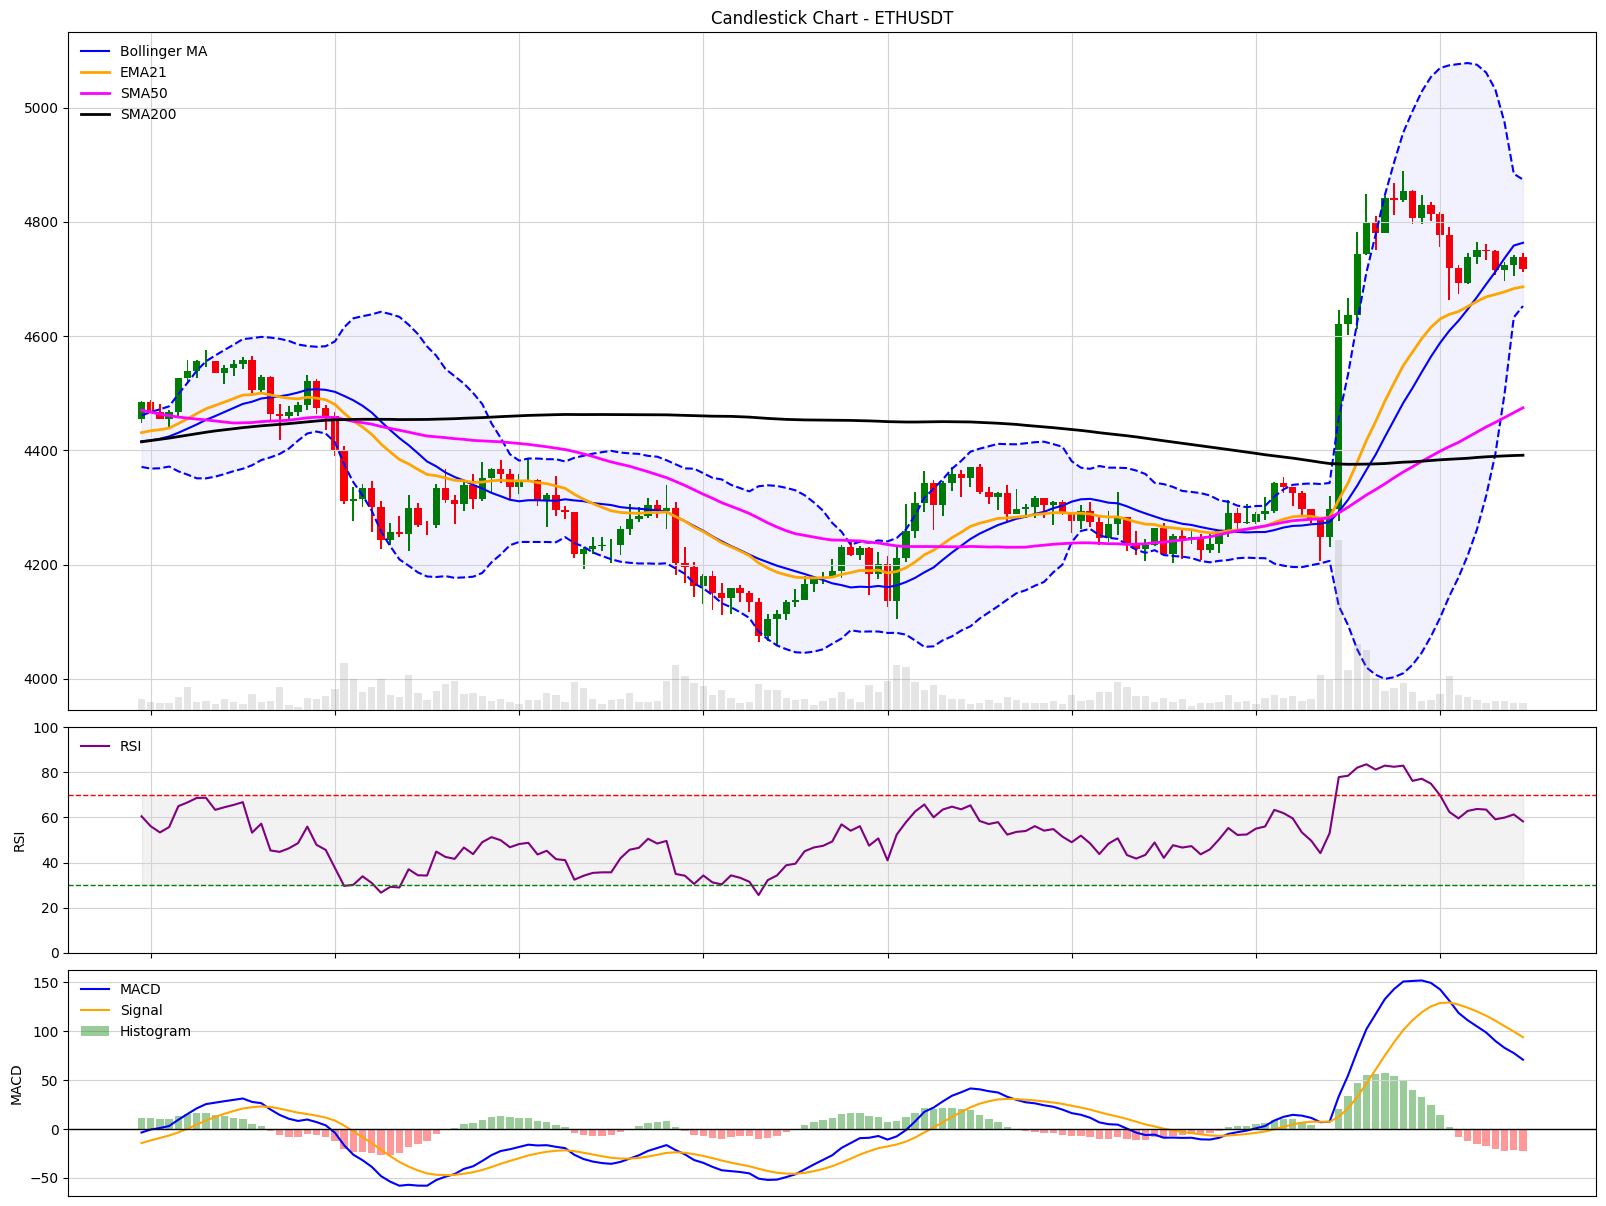 Candlestick Chart - ETHUSDT
Bollinger MA
EMA21
SMA50
SMA200
5000
4800
4600
4400
4200
4000
RSI
100
80
60
40
20
0
RSI
MACD
Signal
Histogram
150
100
50
0
−50
MACD